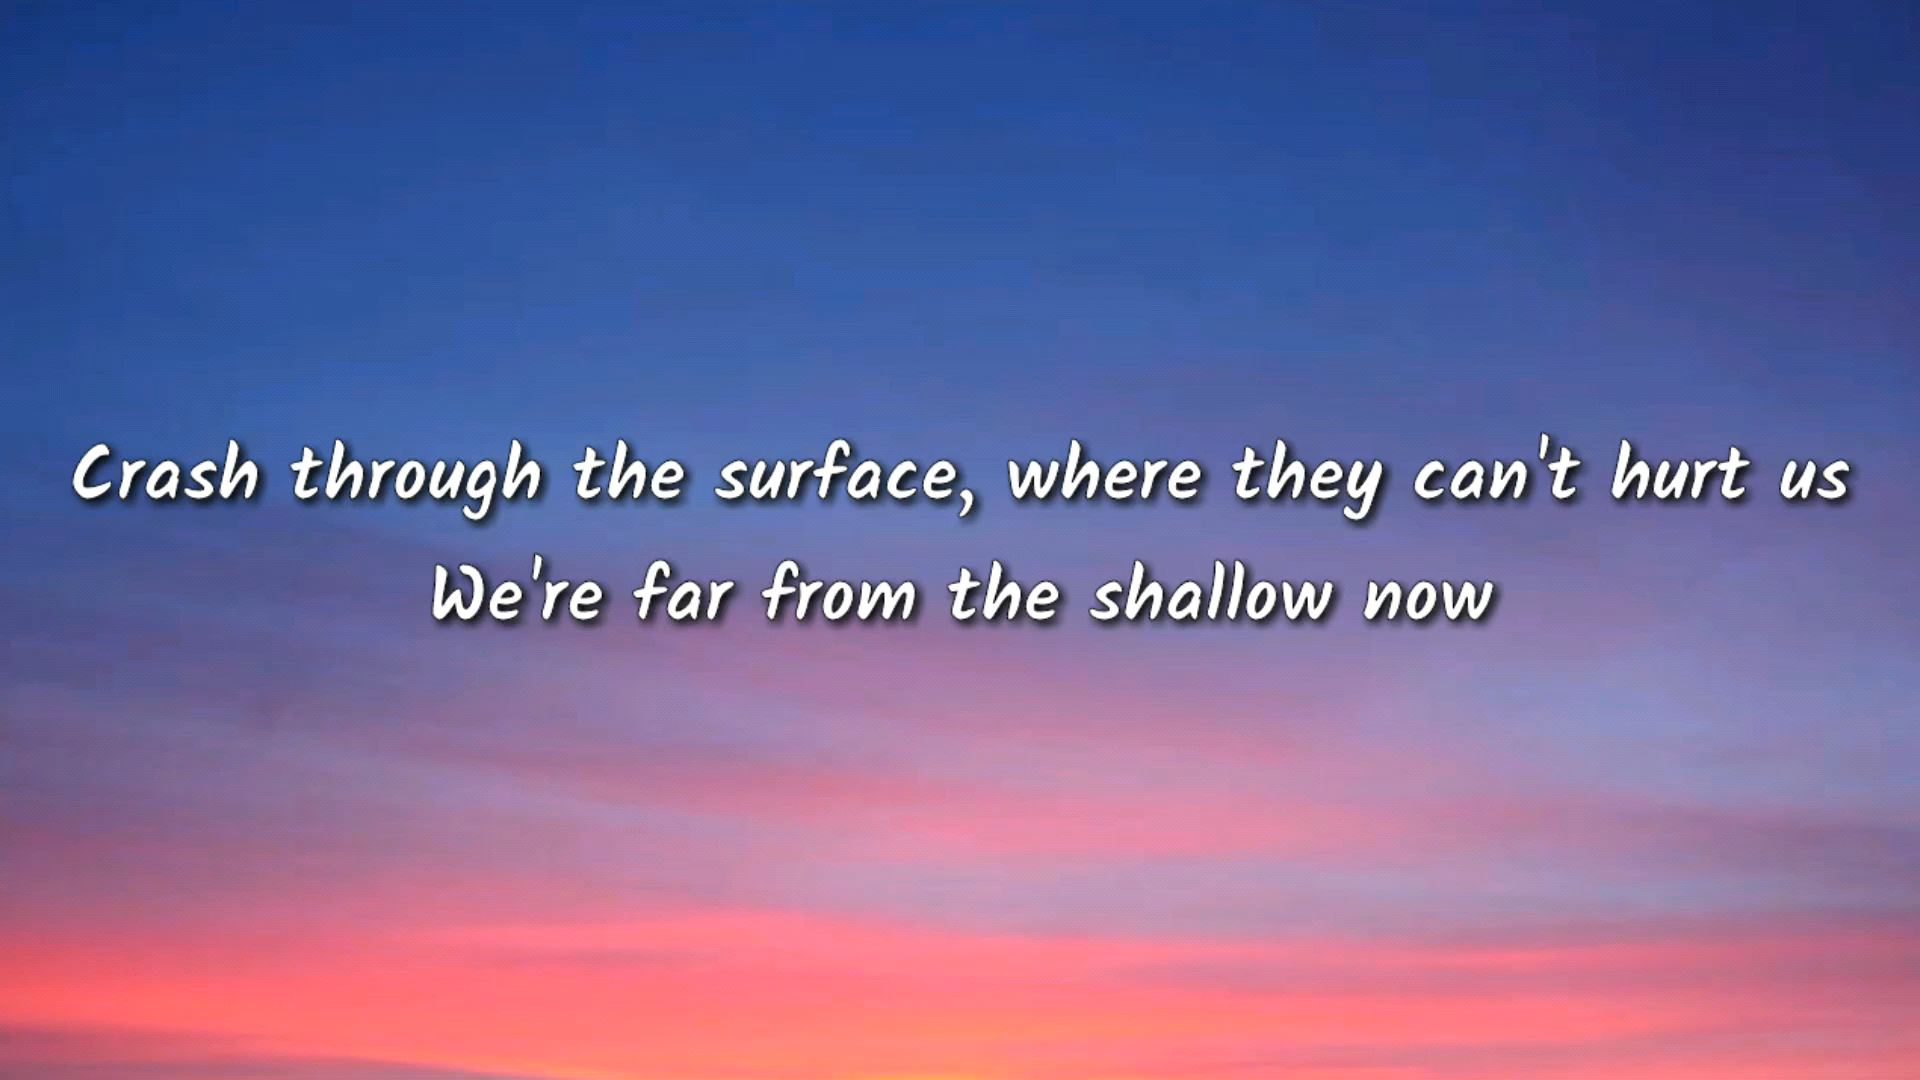 Crash through the surface, where they can't hurt us
We're far from the shallow now